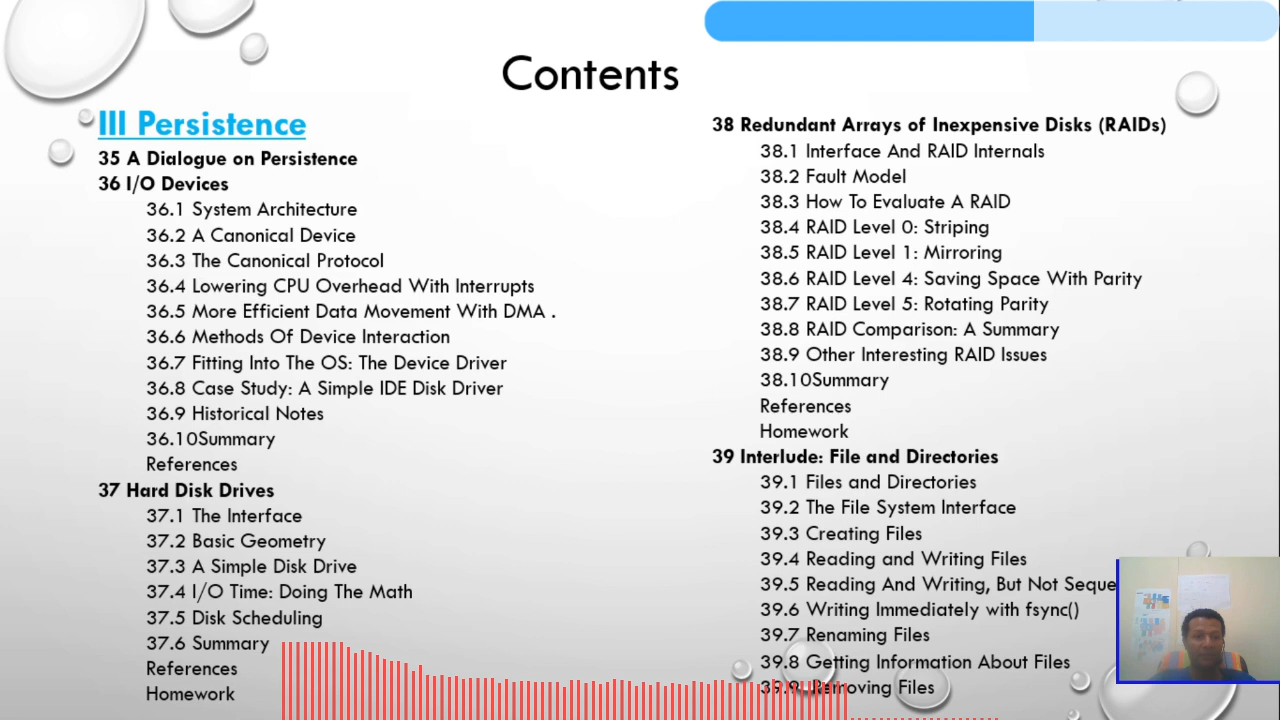 Contents
III Persistence
35 A Dialogue on Persistence
36 I/O Devices
36.1 System Architecture
36.2 A Canonical Device
36.3 The Canonical Protocol
36.4 Lowering CPU Overhead With Interrupts
36.5 More Efficient Data Movement With DMA .
36.6 Methods Of Device Interaction
36.7 Fitting Into The OS: The Device Driver
36.8 Case Study: A Simple IDE Disk Driver
36.9 Historical Notes
36.10Summary
References
37 Hard Disk Drives
37.1 The Interface
37.2 Basic Geometry
37.3 A Simple Disk Drive
37.4 I/O Time: Doing The Math
37.5 Disk Scheduling
37.6 Summary
References
Homework
38 Redundant Arrays of Inexpensive Disks (RAIDs)
38.1 Interface And RAID Internals
38.2 Fault Model
38.3 How To Evaluate A RAID
38.4 RAID Level 0: Striping
38.5 RAID Level 1: Mirroring
38.6 RAID Level 4: Saving Space With Parity
38.7 RAID Level 5: Rotating Parity
38.8 RAID Comparison: A Summary
38.9 Other Interesting RAID Issues
38.10Summary
References
Homework
39 Interlude: File and Directories
39.1 Files and Directories
39.2 The File System Interface
39.3 Creating Files
39.4 Reading and Writing Files
39.5 Reading And Writing, But Not Seque
39.6 Writing Immediately with fsync()
39.7 Renaming Files
39.8 Getting Information About Files
39.9 Removing Files